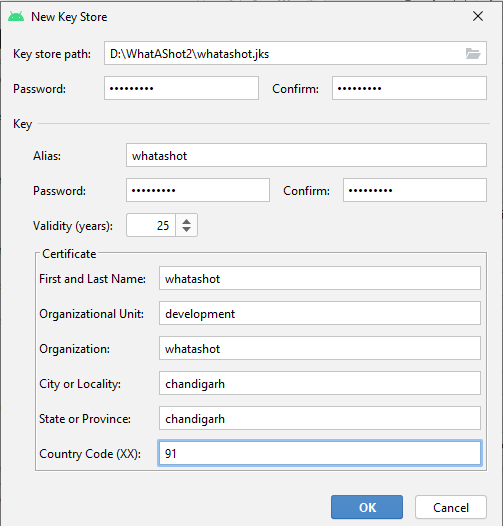 New Key Store
Key store path: D:\WhatAShot2\whatashot.jks
Password: ••••••••• Confirm: •••••••••
Key
Alias: whatashot
Password: ••••••••• Confirm: •••••••••
Validity (years): 25
Certificate
First and Last Name: whatashot
Organizational Unit: development
Organization: whatashot
City or Locality: chandigarh
State or Province: chandigarh
Country Code (XX): 91
OK Cancel